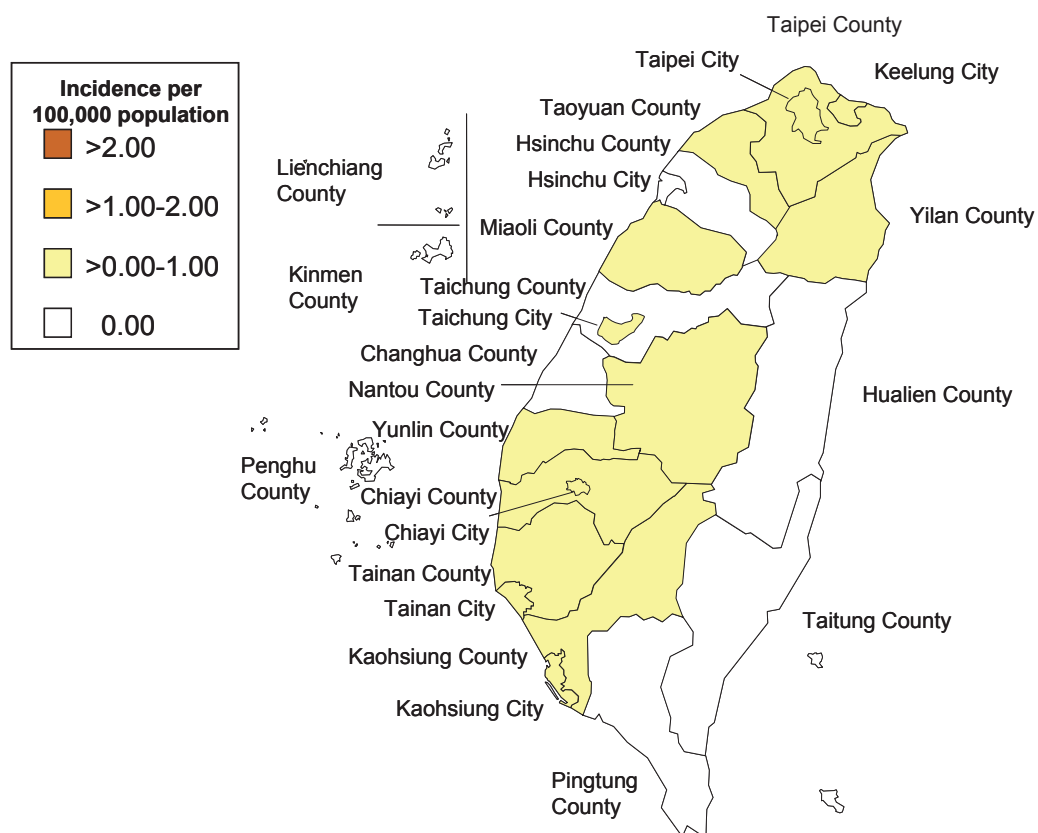 Taipei County
Taipei City
Keelung City
Incidence per
100,000 population
>2.00
>1.00-2.00
>0.00-1.00
0.00
Taoyuan County
Hsinchu County
Hsinchu City
Lienchiang
County
Miaoli County
Yilan County
Kinmen
County
Taichung County
Taichung City
Changhua County
Nantou County
Hualien County
Yunlin County
Penghu
County
Chiayi County
Chiayi City
Tainan County
Tainan City
Taitung County
Kaohsiung County
Kaohsiung City
Pingtung
County